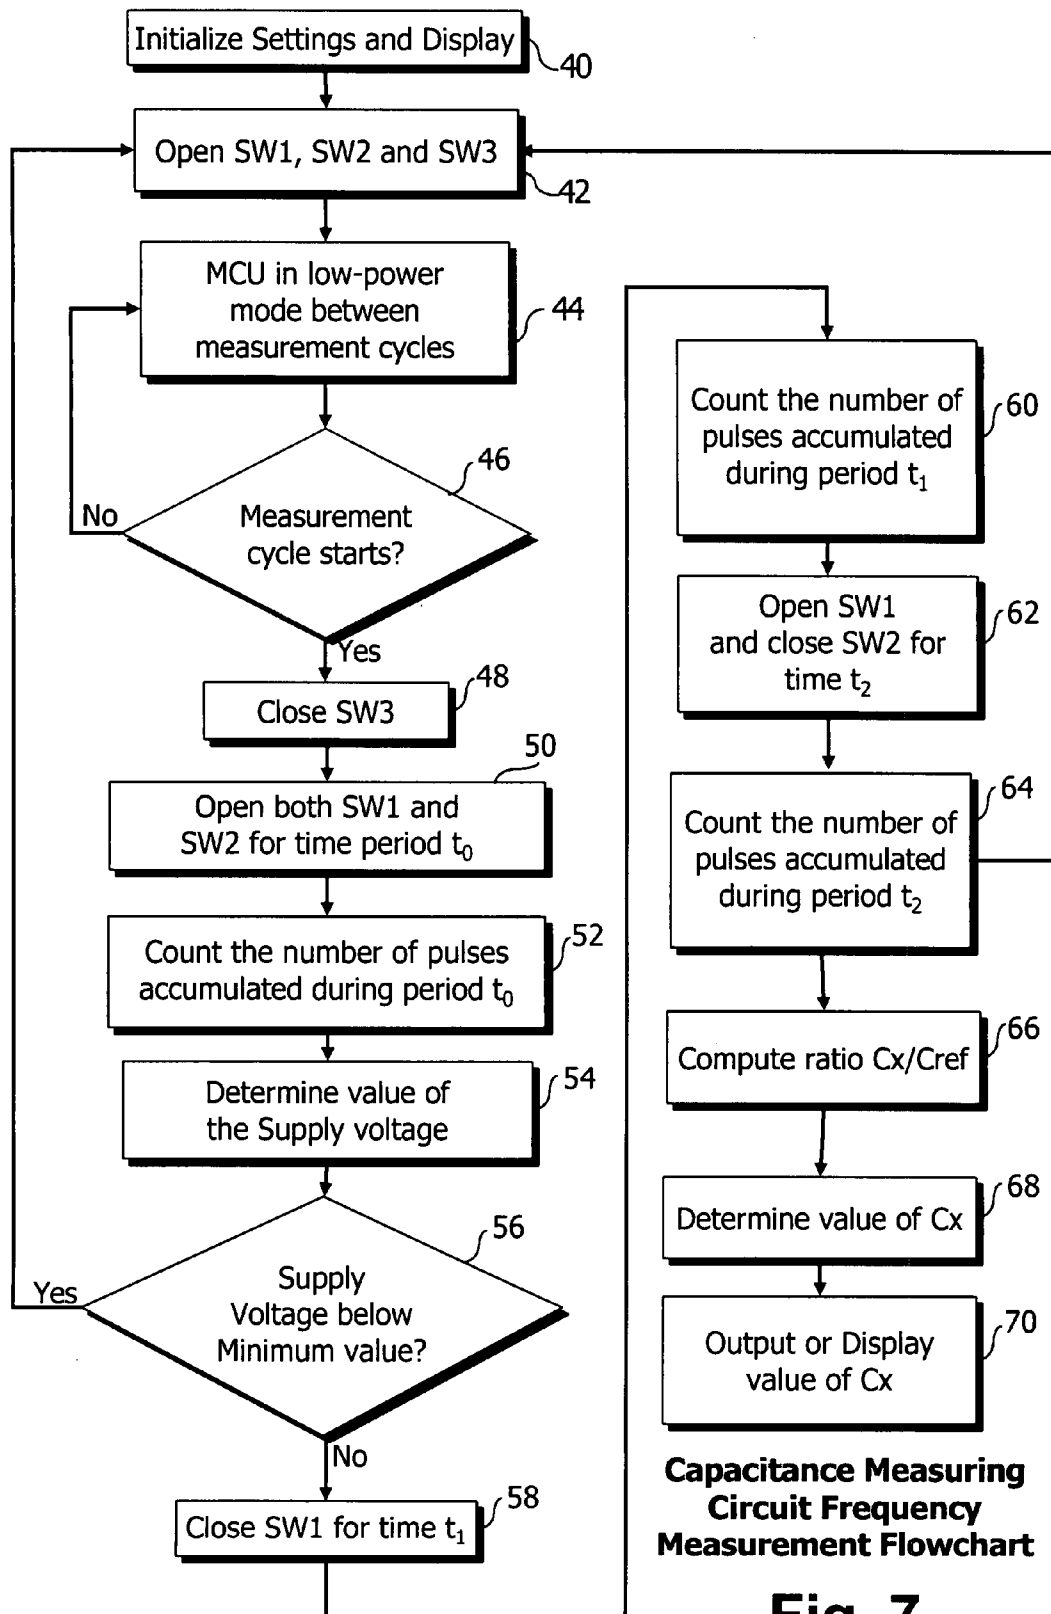 Initialize Settings and Display
40
Open SW1, SW2 and SW3
42
MCU in low-power
mode between
measurement cycles
44
46
Measurement
cycle starts?
No
Yes
48
Close SW3
50
Open both SW1 and
SW2 for time period t0
52
Count the number of pulses
accumulated during period t0
54
Determine value of
the Supply voltage
56
Supply
Voltage below
Minimum value?
Yes
No
58
Close SW1 for time t1
Count the number of
pulses accumulated
during period t1
60
Open SW1
and close SW2 for
time t2
62
Count the number of
pulses accumulated
during period t2
64
Compute ratio Cx/Cref
66
Determine value of Cx
68
Output or Display
value of Cx
70
Capacitance Measuring
Circuit Frequency
Measurement Flowchart
Fig. 7